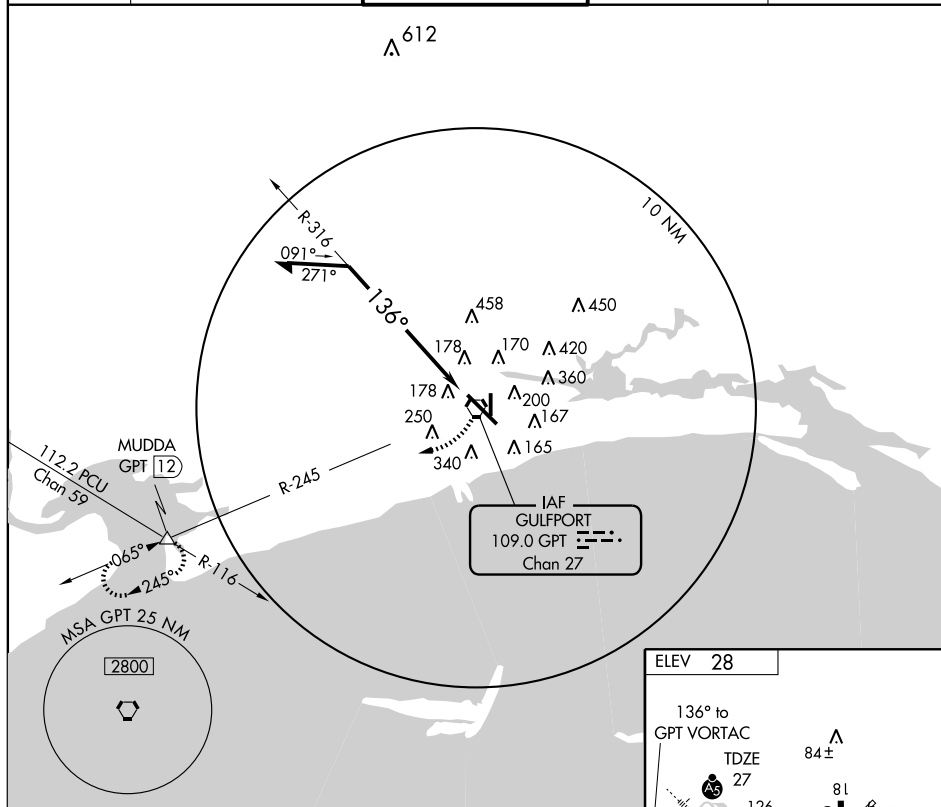 612
10 NM
R-316
091°
271°
136°
458
450
178
170
420
360
178
200
250
167
340
165
MUDDA
GPT 12
112.2 PCU
Chan 59
R-245
065°
245°
R-116
IAF
GULFPORT
109.0 GPT
Chan 27
MSA GPT 25 NM
2800
ELEV 28
136° to
GPT VORTAC
84±
TDZE
27
A5
126
18